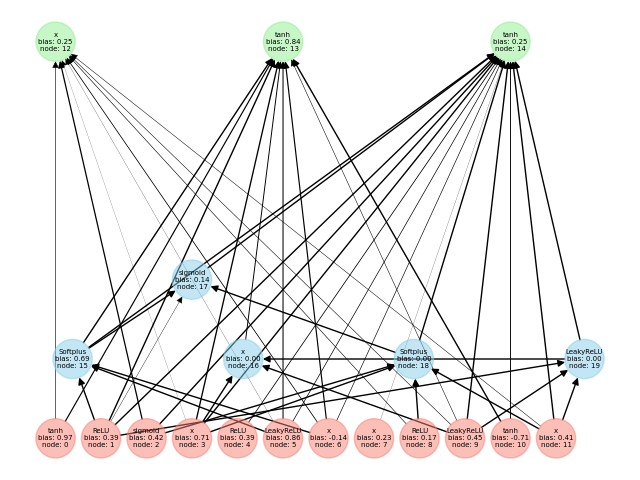 x
bias: 0.25
node: 12
tanh
bias: 0.84
node: 13
tanh
bias: 0.25
node: 14
sigmoid
bias: 0.14
node: 17
Softplus
bias: 0.69
node: 15
x
bias: 0.00
node: 16
Softplus
bias: 0.00
node: 18
LeakyReLU
bias: 0.00
node: 19
tanh
bias: 0.97
node: 0
ReLU
bias: 0.39
node: 1
sigmoid
bias: 0.42
node: 2
x
bias: 0.71
node: 3
ReLU
bias: 0.39
node: 4
LeakyReLU
bias: 0.86
node: 5
x
bias: -0.14
node: 6
x
bias: 0.23
node: 7
ReLU
bias: 0.17
node: 8
LeakyReLU
bias: 0.45
node: 9
tanh
bias: -0.71
node: 10
x
bias: 0.41
node: 11